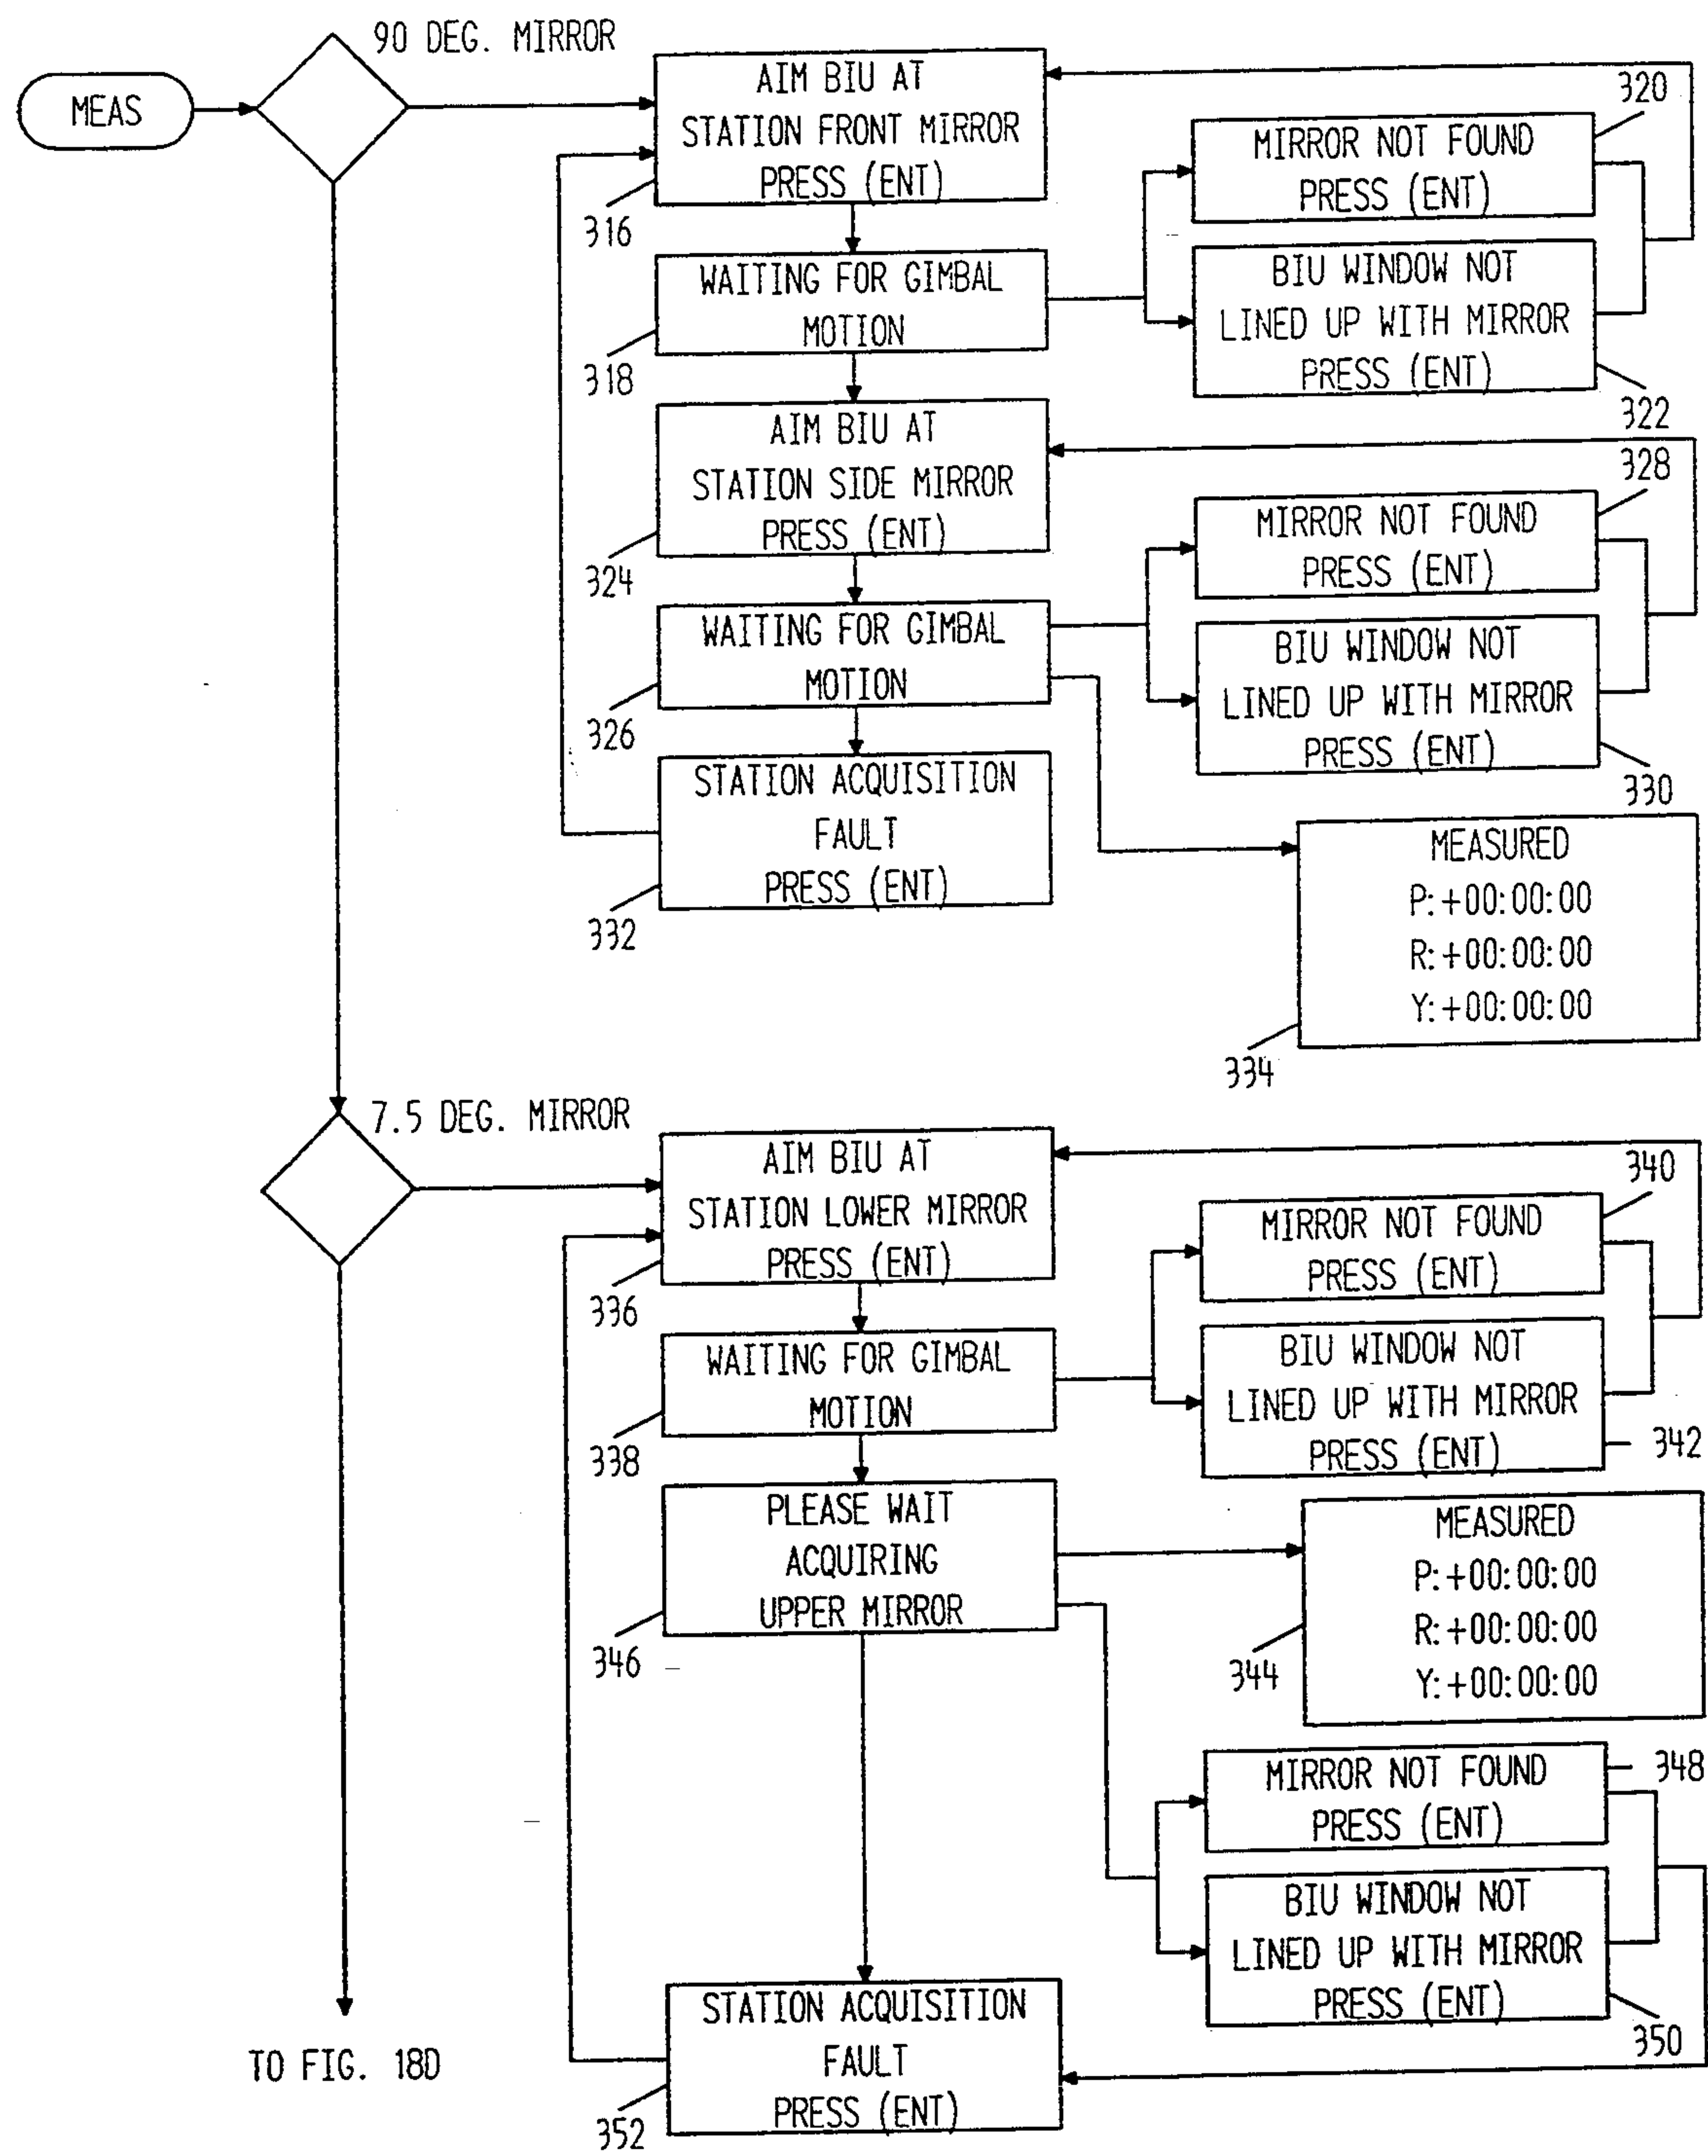 90 DEG. MIRROR
MEAS
AIM BIU AT
STATION FRONT MIRROR
PRESS (ENT)
316
320
MIRROR NOT FOUND
PRESS (ENT)
WAITING FOR GIMBAL
MOTION
318
BIU WINDOW NOT
LINED UP WITH MIRROR
PRESS (ENT)
322
AIM BIU AT
STATION SIDE MIRROR
PRESS (ENT)
324
328
MIRROR NOT FOUND
PRESS (ENT)
WAITING FOR GIMBAL
MOTION
326
BIU WINDOW NOT
LINED UP WITH MIRROR
PRESS (ENT)
330
STATION ACQUISITION
FAULT
PRESS (ENT)
332
MEASURED
P:+00:00:00
R:+00:00:00
Y:+00:00:00
334
7.5 DEG. MIRROR
AIM BIU AT
STATION LOWER MIRROR
PRESS (ENT)
336
340
MIRROR NOT FOUND
PRESS (ENT)
WAITING FOR GIMBAL
MOTION
338
BIU WINDOW NOT
LINED UP WITH MIRROR
PRESS (ENT)
342
PLEASE WAIT
ACQUIRING
UPPER MIRROR
346
MEASURED
P:+00:00:00
R:+00:00:00
Y:+00:00:00
344
MIRROR NOT FOUND
PRESS (ENT)
348
BIU WINDOW NOT
LINED UP WITH MIRROR
PRESS (ENT)
350
STATION ACQUISITION
FAULT
PRESS (ENT)
352
TO FIG. 18D